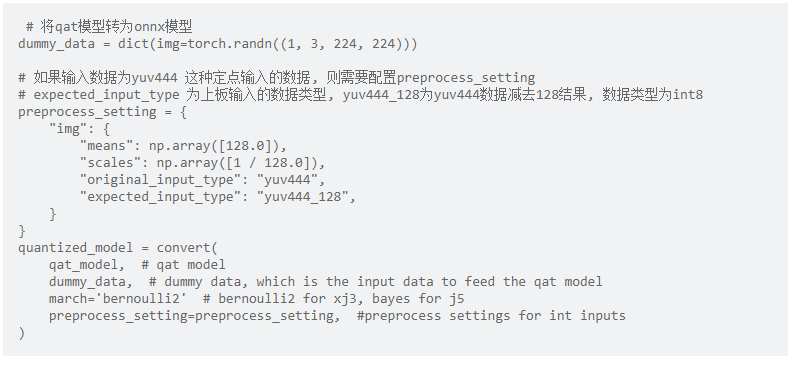 # 将qat模型转为onnx模型
dummy_data = dict(img=torch.randn((1, 3, 224, 224)))
# 如果输入数据为yuv444 这种定点输入的数据, 则需要配置preprocess_setting
# expected_input_type 为上板输入的数据类型, yuv444_128为yuv444数据减去128结果, 数据类型为int8
preprocess_setting = {
    "img": {
        "means": np.array([128.0]),
        "scales": np.array([1 / 128.0]),
        "original_input_type": "yuv444",
        "expected_input_type": "yuv444_128",
    }
}
quantized_model = convert(
    qat_model,  # qat model
    dummy_data,  # dummy data, which is the input data to feed the qat model
    march='bernoulli2'  # bernoulli2 for xj3, bayes for j5
    preprocess_setting=preprocess_setting,  #preprocess settings for int inputs
)